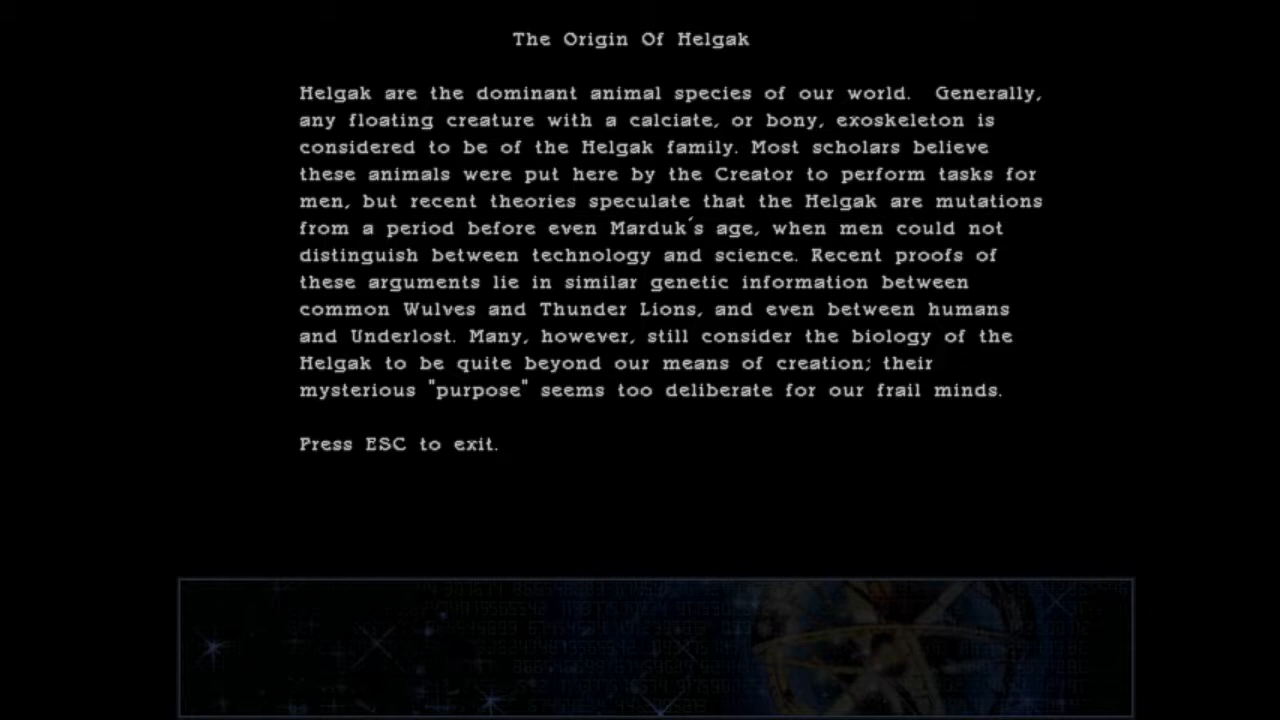 The Origin Of Helgak
Helgak are the dominant animal species of our world.  Generally,
any floating creature with a calciate, or bony, exoskeleton is
considered to be of the Helgak family. Most scholars believe
these animals were put here by the Creator to perform tasks for
men, but recent theories speculate that the Helgak are mutations
from a period before even Marduk´s age, when men could not
distinguish between technology and science. Recent proofs of
these arguments lie in similar genetic information between
common Wulves and Thunder Lions, and even between humans
and Underlost. Many, however, still consider the biology of the
Helgak to be quite beyond our means of creation; their
mysterious "purpose" seems too deliberate for our frail minds.
Press ESC to exit.